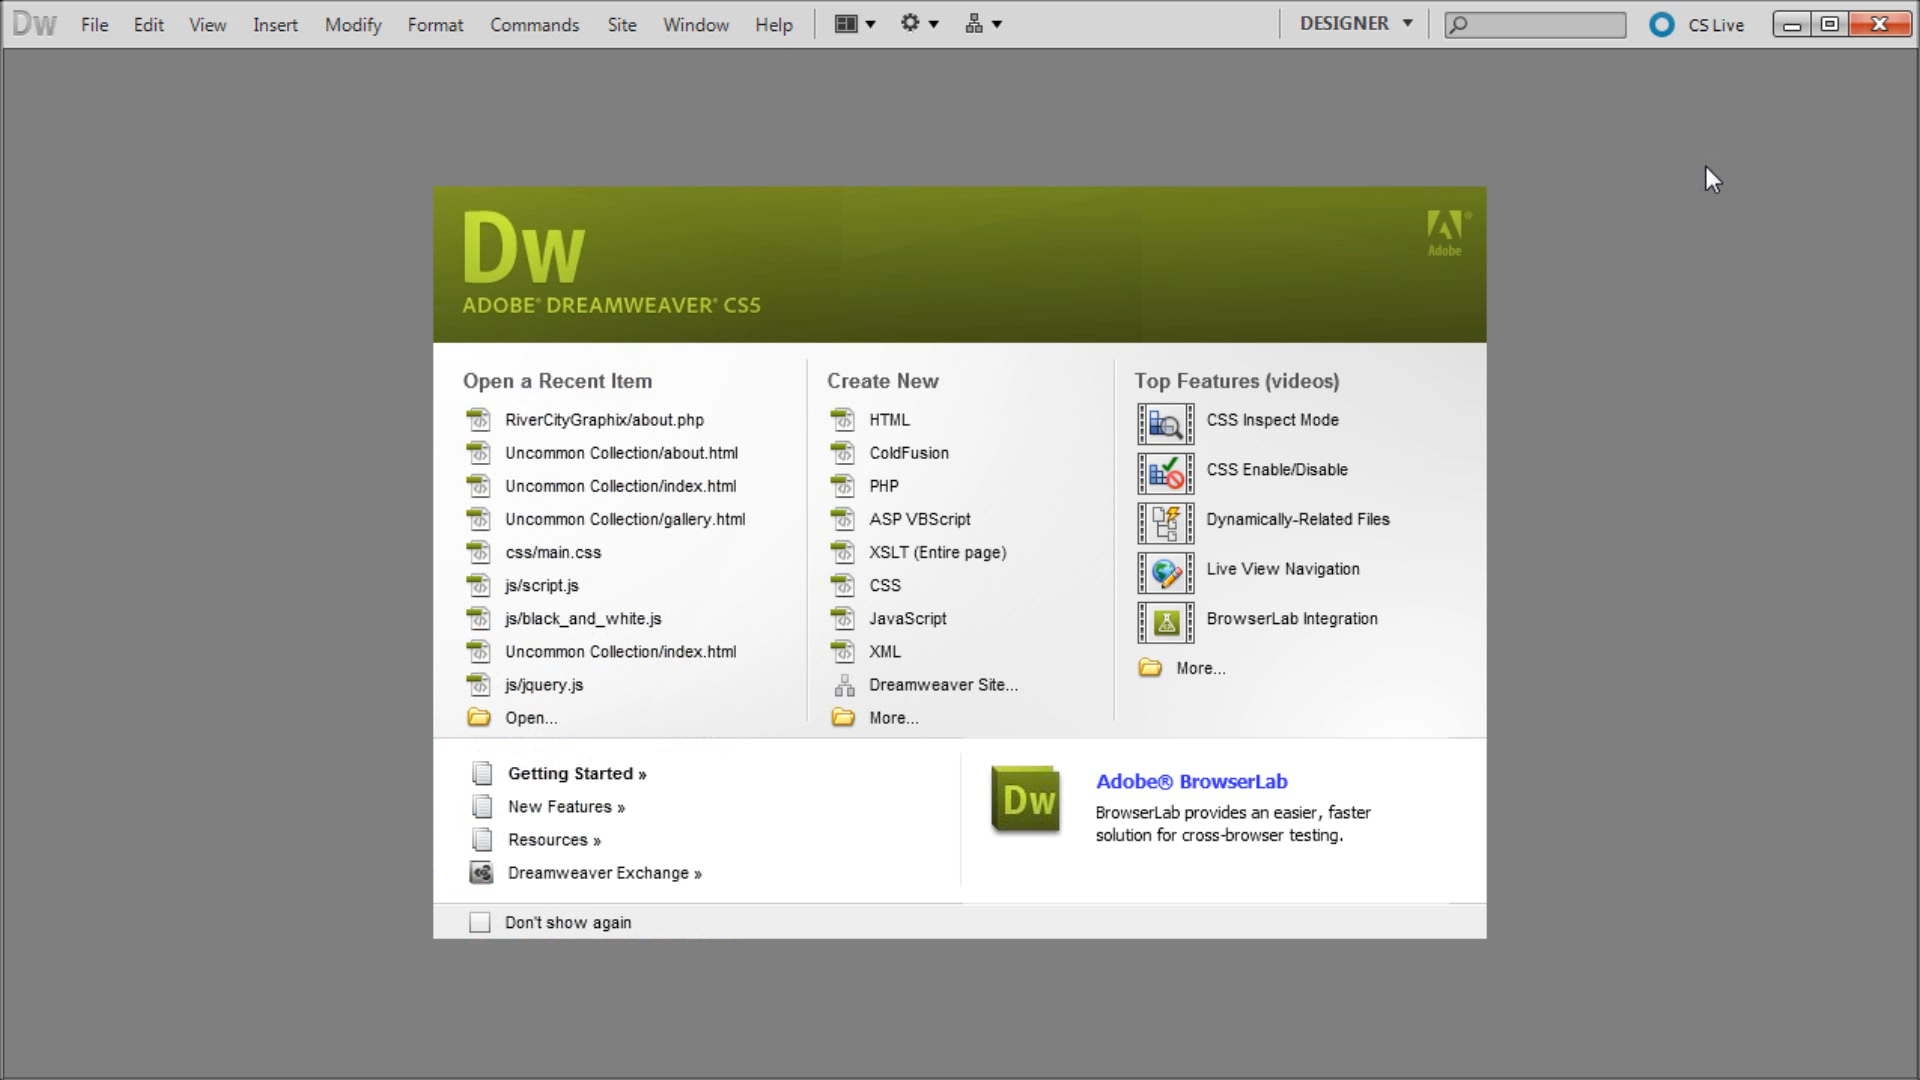 Dw File Edit View Insert Modify Format Commands Site Window Help DESIGNER CS Live
Dw
Adobe
ADOBE® DREAMWEAVER® CS5
Open a Recent Item
RiverCityGraphix/about.php
Uncommon Collection/about.html
Uncommon Collection/index.html
Uncommon Collection/gallery.html
css/main.css
js/script.js
js/black_and_white.js
Uncommon Collection/index.html
js/jquery.js
Open...
Create New
HTML
ColdFusion
PHP
ASP VBScript
XSLT (Entire page)
CSS
JavaScript
XML
Dreamweaver Site...
More...
Top Features (videos)
CSS Inspect Mode
CSS Enable/Disable
Dynamically-Related Files
Live View Navigation
BrowserLab Integration
More...
Getting Started »
New Features »
Resources »
Dreamweaver Exchange »
Dw
Adobe® BrowserLab
BrowserLab provides an easier, faster
solution for cross-browser testing.
Don't show again